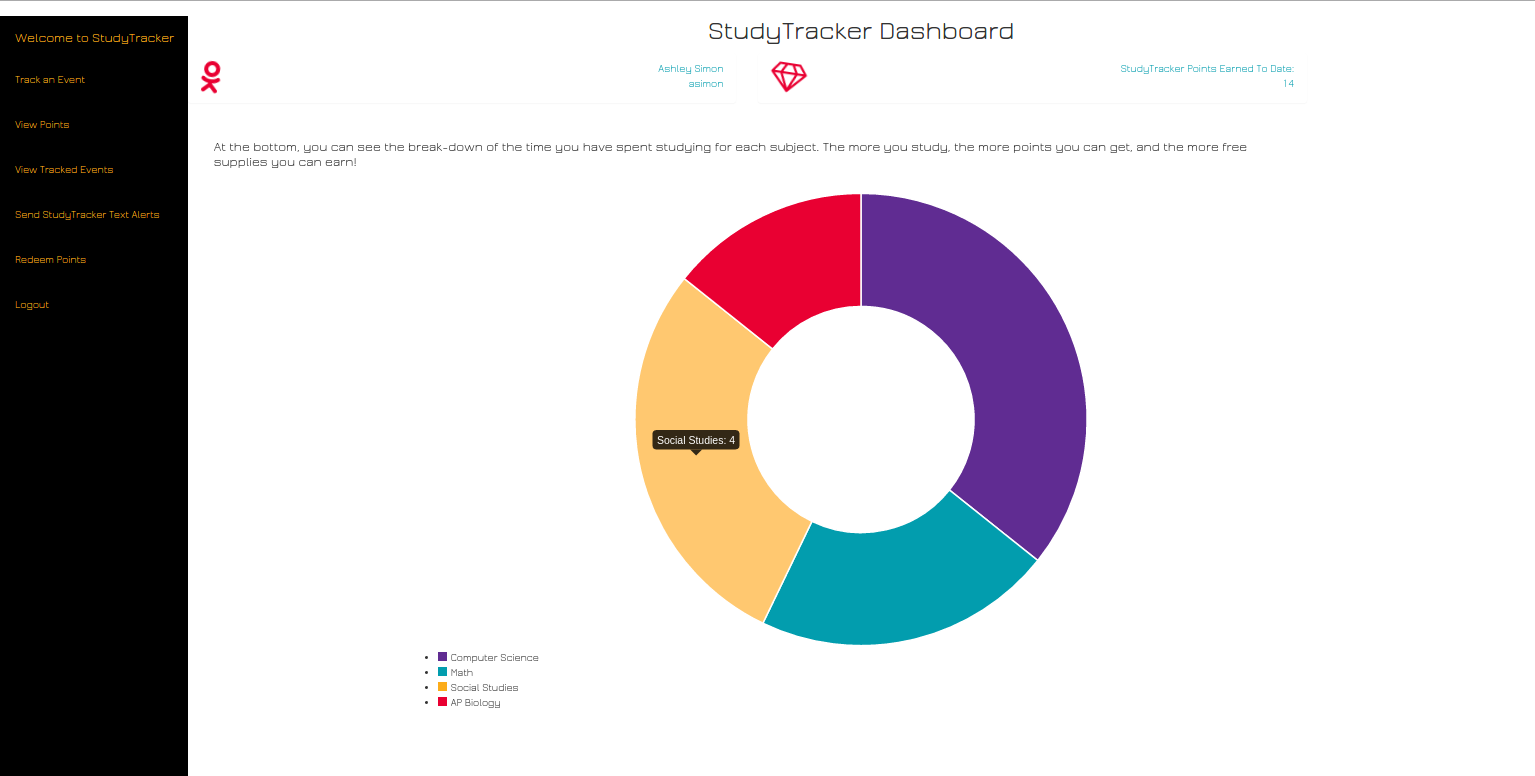 Welcome to StudyTracker
Track an Event
View Points
View Tracked Events
Send StudyTracker Text Alerts
Redeem Points
Logout
StudyTracker Dashboard
Ashley Simon
asimon
StudyTracker Points Earned To Date:
14
At the bottom, you can see the break-down of the time you have spent studying for each subject. The more you study, the more points you can get, and the more free
supplies you can earn!
Social Studies: 4
Computer Science
Math
Social Studies
AP Biology